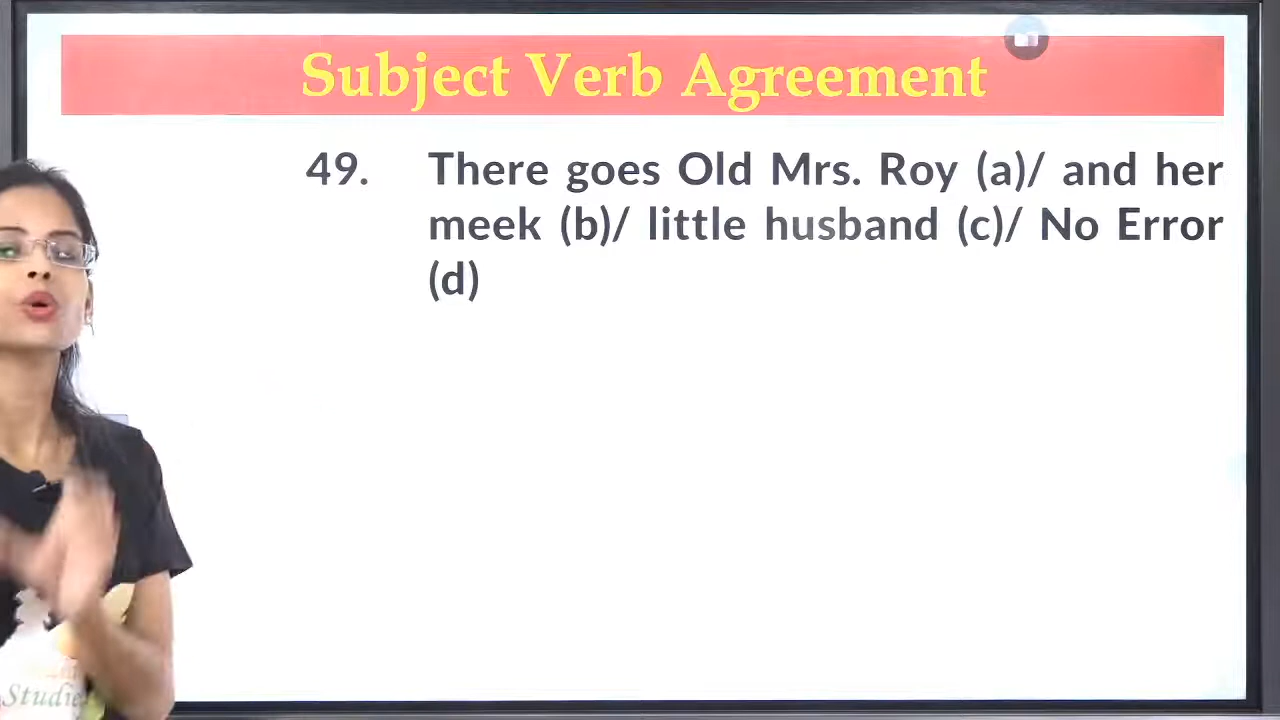 Subject Verb Agreement
49. There goes Old Mrs. Roy (a)/ and her
meek (b)/ little husband (c)/ No Error
(d)